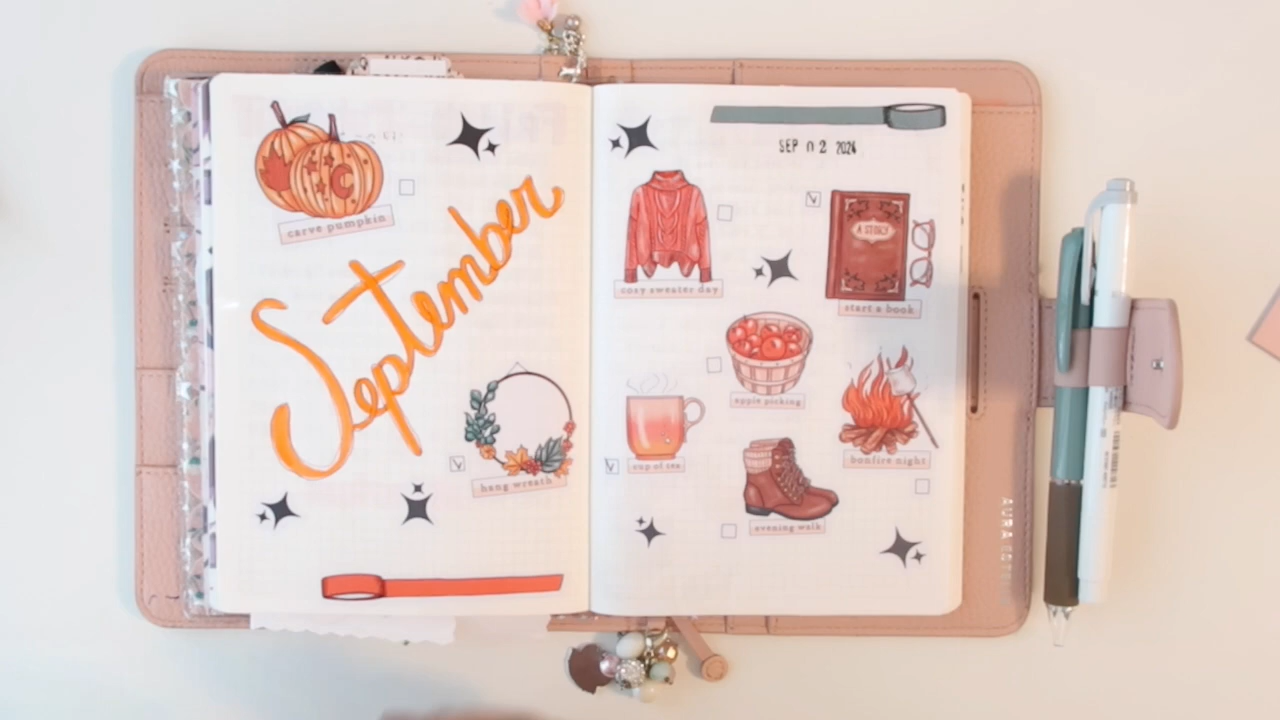 carve pumpkin
September
hang wreath
SEP 02 2024
cosy sweater day
A STORY
start a book
apple picking
cup of tea
bonfire night
evening walk